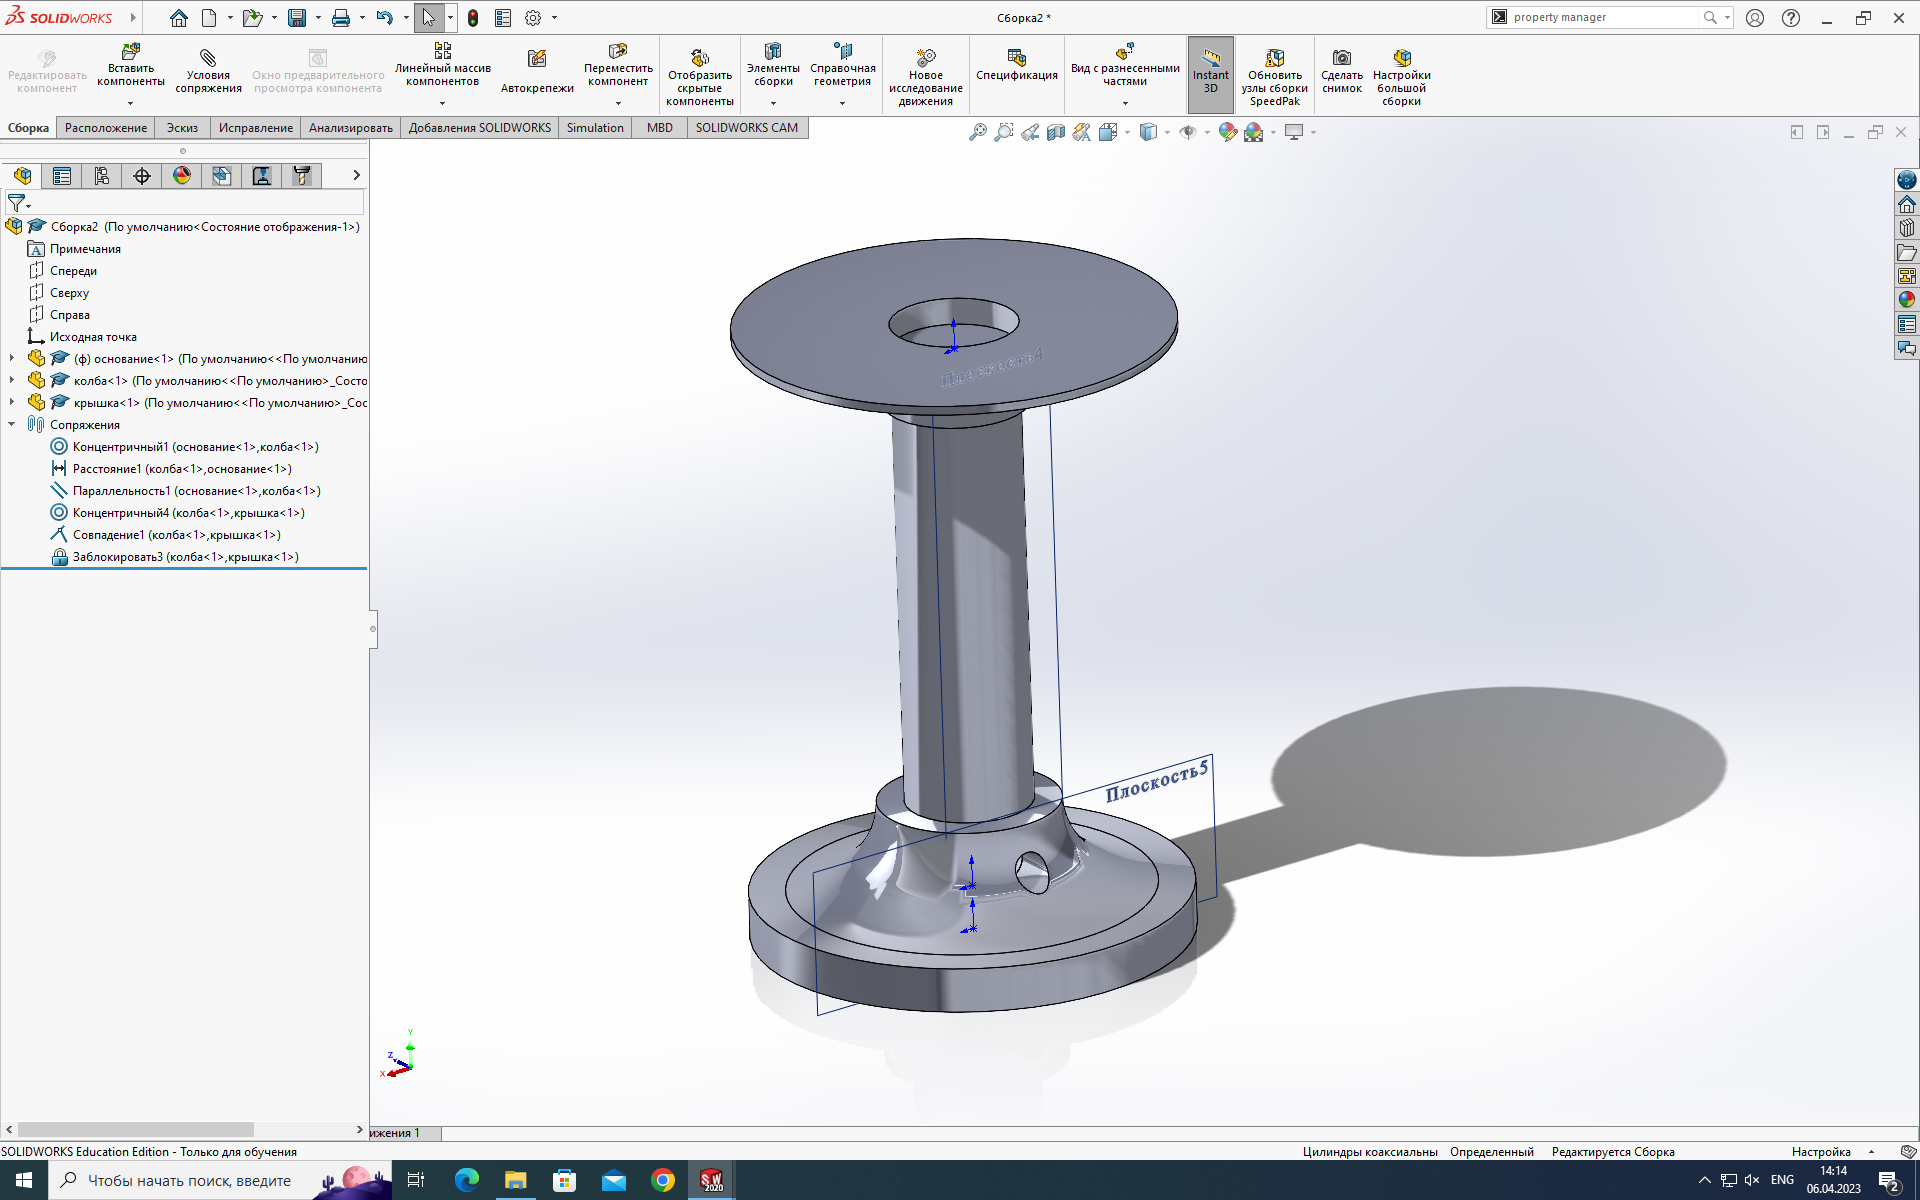 SOLIDWORKS
Сборка2 *
property manager
Редактировать компонент
Вставить компоненты
Условия сопряжения
Окно предварительного просмотра компонента
Линейный массив компонентов
Автокрепежи
Переместить компонент
Отобразить скрытые компоненты
Элементы сборки
Справочная геометрия
Новое исследование движения
Спецификация
Вид с разнесенными частями
Instant 3D
Обновить узлы сборки SpeedPak
Сделать снимок
Настройки большой сборки
Сборка
Расположение
Эскиз
Исправление
Анализировать
Добавления SOLIDWORKS
Simulation
MBD
SOLIDWORKS CAM
Сборка2 (По умолчанию<Состояние отображения-1>)
Примечания
Спереди
Сверху
Справа
Исходная точка
(ф) основание<1> (По умолчанию<<По умолчанию
колба<1> (По умолчанию<<По умолчанию>_Состо
крышка<1> (По умолчанию<<По умолчанию>_Сос
Сопряжения
Концентричный1 (основание<1>,колба<1>)
Расстояние1 (колба<1>,основание<1>)
Параллельность1 (основание<1>,колба<1>)
Концентричный4 (колба<1>,крышка<1>)
Совпадение1 (колба<1>,крышка<1>)
Заблокировать3 (колба<1>,крышка<1>)
Плоскость4
Плоскость5
Y
Z
X
ижения 1
SOLIDWORKS Education Edition - Только для обучения
Цилиндры коаксиальны
Определенный
Редактируется Сборка
Настройка
Чтобы начать поиск, введите
SW 2020
ENG
14:14
06.04.2023
2